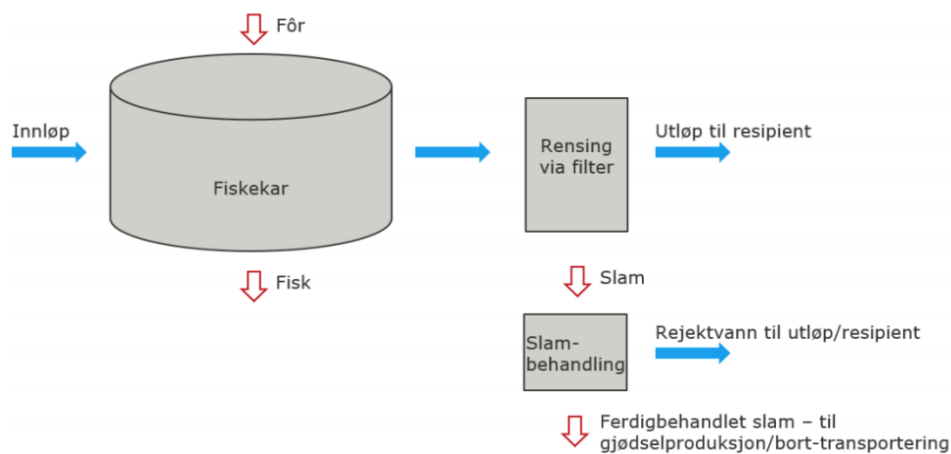 Fôr
Innløp
Fiskekar
Rensing
via filter
Utløp til resipient
Fisk
Slam
Slam-
behandling
Rejektvann til utløp/resipient
Ferdigbehandlet slam – til
gjødselproduksjon/bort-transportering